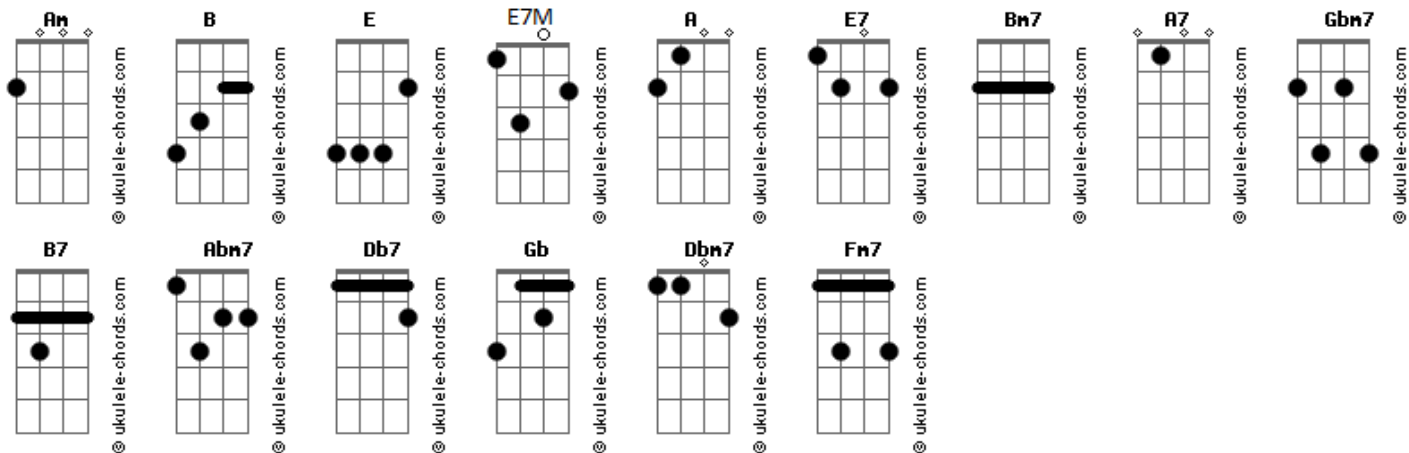 Am B E E7M A E7 Bm7 A7 Gbm7
© ukulele-chords.com © ukulele-chords.com © ukulele-chords.com © ukulele-chords.com © ukulele-chords.com © ukulele-chords.com © ukulele-chords.com © ukulele-chords.com © ukulele-chords.com
B7 Abm7 Db7 Gb Dbm7 Fm7
© ukulele-chords.com © ukulele-chords.com © ukulele-chords.com © ukulele-chords.com © ukulele-chords.com © ukulele-chords.com